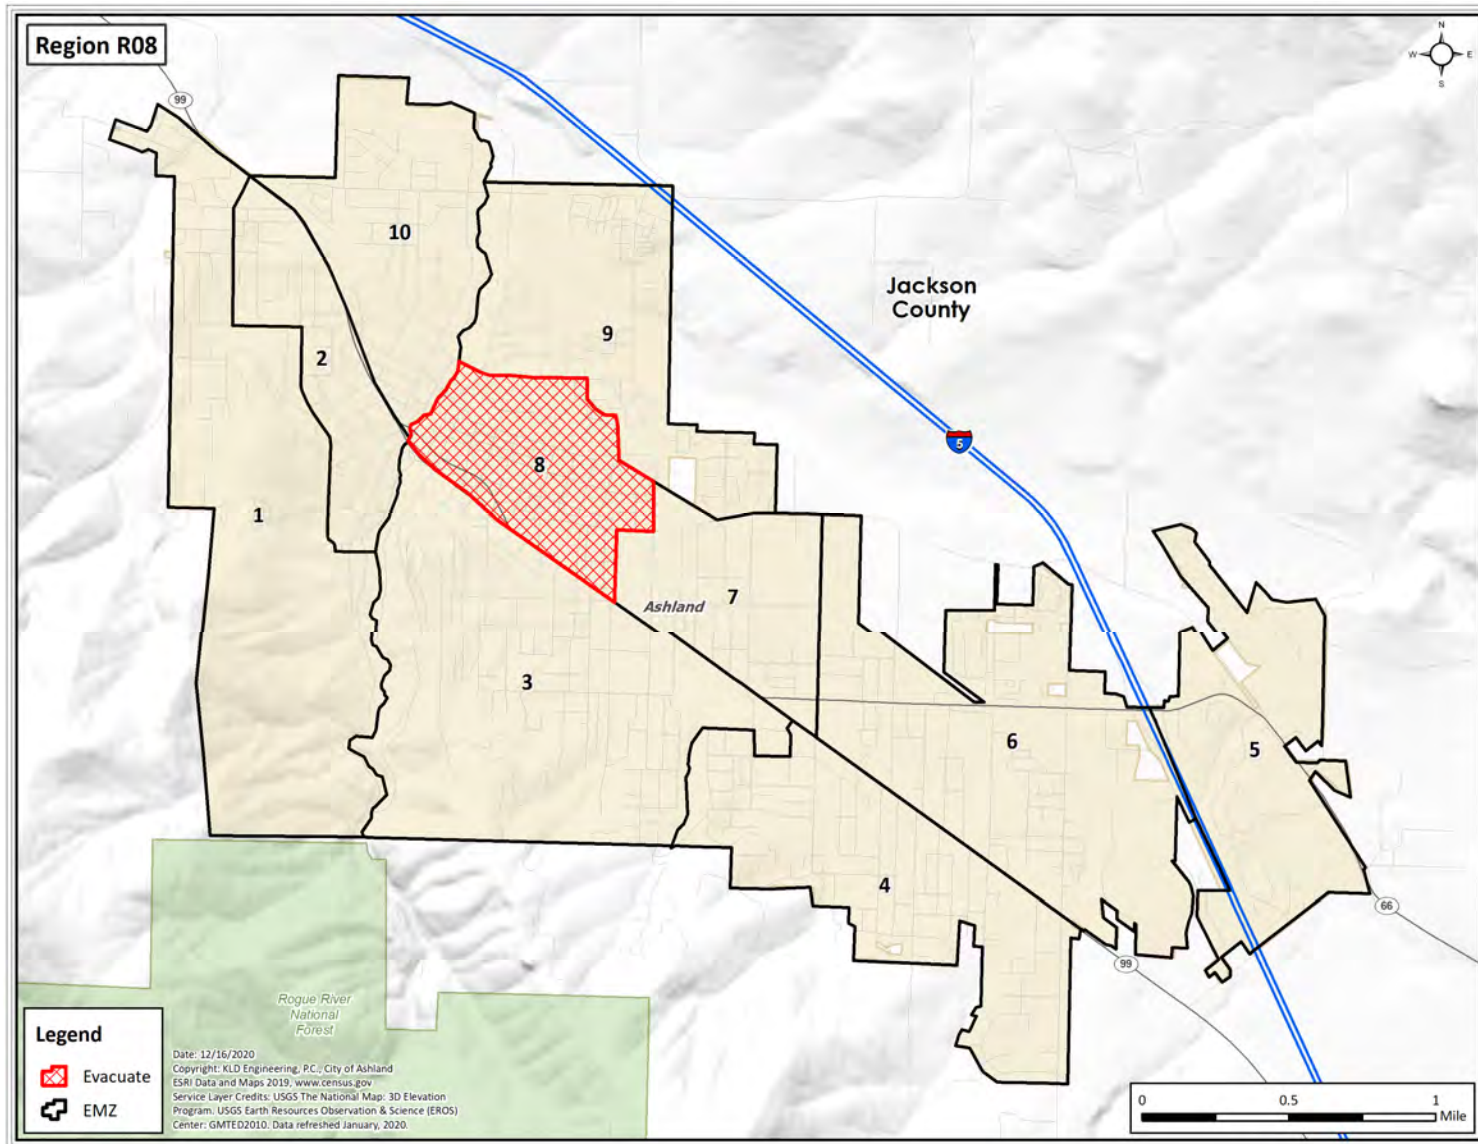 Region R08
N
W
E
S
99
10
Jackson
County
9
2
5
8
1
7
Ashland
3
6
5
4
66
99
Rogue River
National
Forest
Legend
Evacuate
EMZ
Date: 12/16/2020
Copyright: KLD Engineering, P.C., City of Ashland
ESRI Data and Maps 2019, www.census.gov
Service Layer Credits: USGS The National Map: 3D Elevation
Program. USGS Earth Resources Observation & Science (EROS)
Center: GMTED2010. Data refreshed January, 2020.
0 0.5 1
Mile